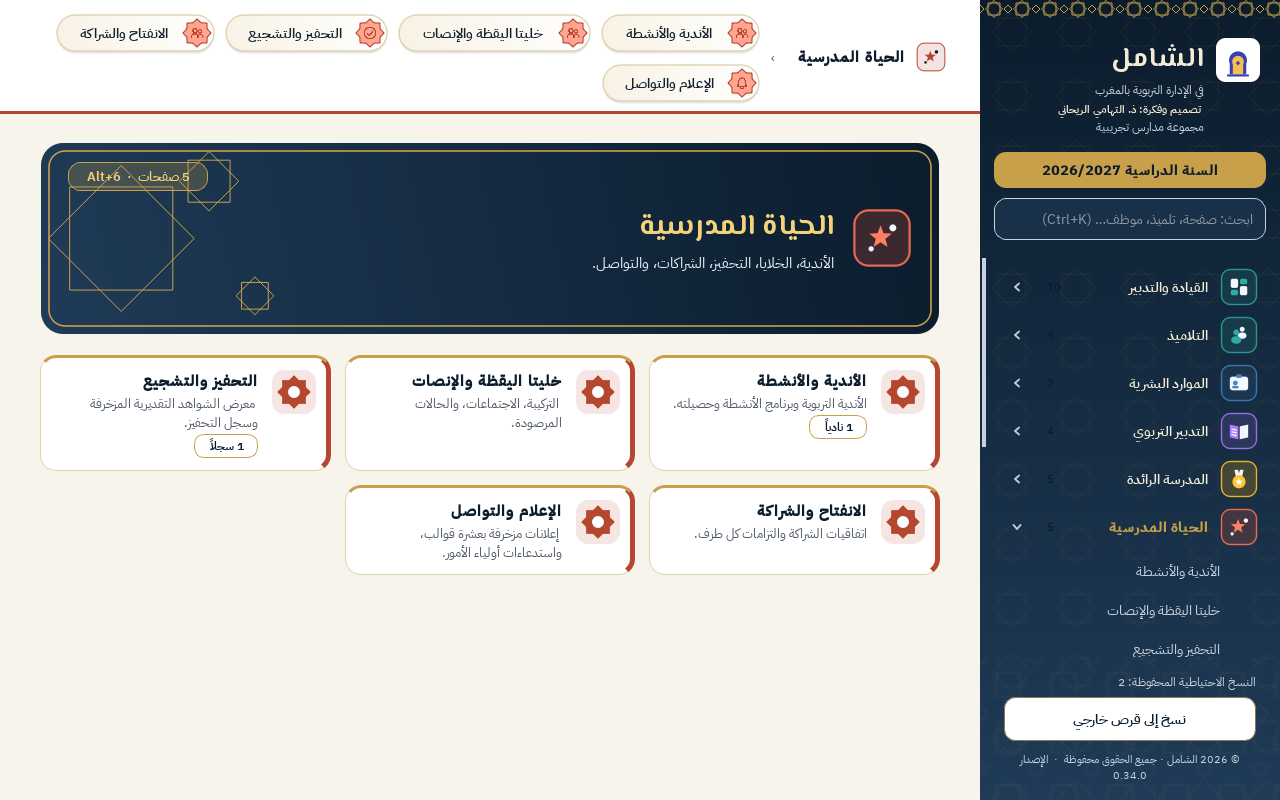 الشامل
في الإدارة التربوية بالمغرب
تصميم وفكرة: ذ. التهامي الريحاني
مجموعة مدارس تجريبية
السنة الدراسية 2026/2027
ابحث: صفحة، تلميذ، موظف... (Ctrl+K)
القيادة والتدبير 10
التلاميذ 9
الموارد البشرية 7
التدبير التربوي 4
المدرسة الرائدة 5
الحياة المدرسية 5
الأندية والأنشطة
خليتا اليقظة والإنصات
التحفيز والتشجيع
النسخ الاحتياطية المحفوظة: 2
نسخ إلى قرص خارجي
© 2026 الشامل · جميع الحقوق محفوظة · الإصدار
0.34.0
الحياة المدرسية ›
الأندية والأنشطة
خليتا اليقظة والإنصات
التحفيز والتشجيع
الانفتاح والشراكة
الإعلام والتواصل
5 صفحات · Alt+6
الحياة المدرسية
الأندية، الخلايا، التحفيز، الشراكات، والتواصل.
الأندية والأنشطة
الأندية التربوية وبرنامج الأنشطة وحصيلته.
1 نادياً
خليتا اليقظة والإنصات
التركيبة، الاجتماعات، والحالات
المرصودة.
التحفيز والتشجيع
معرض الشواهد التقديرية المزخرفة
وسجل التحفيز.
1 سجلاً
الانفتاح والشراكة
اتفاقيات الشراكة والتزامات كل طرف.
الإعلام والتواصل
إعلانات مزخرفة بعشرة قوالب،
واستدعاءات أولياء الأمور.